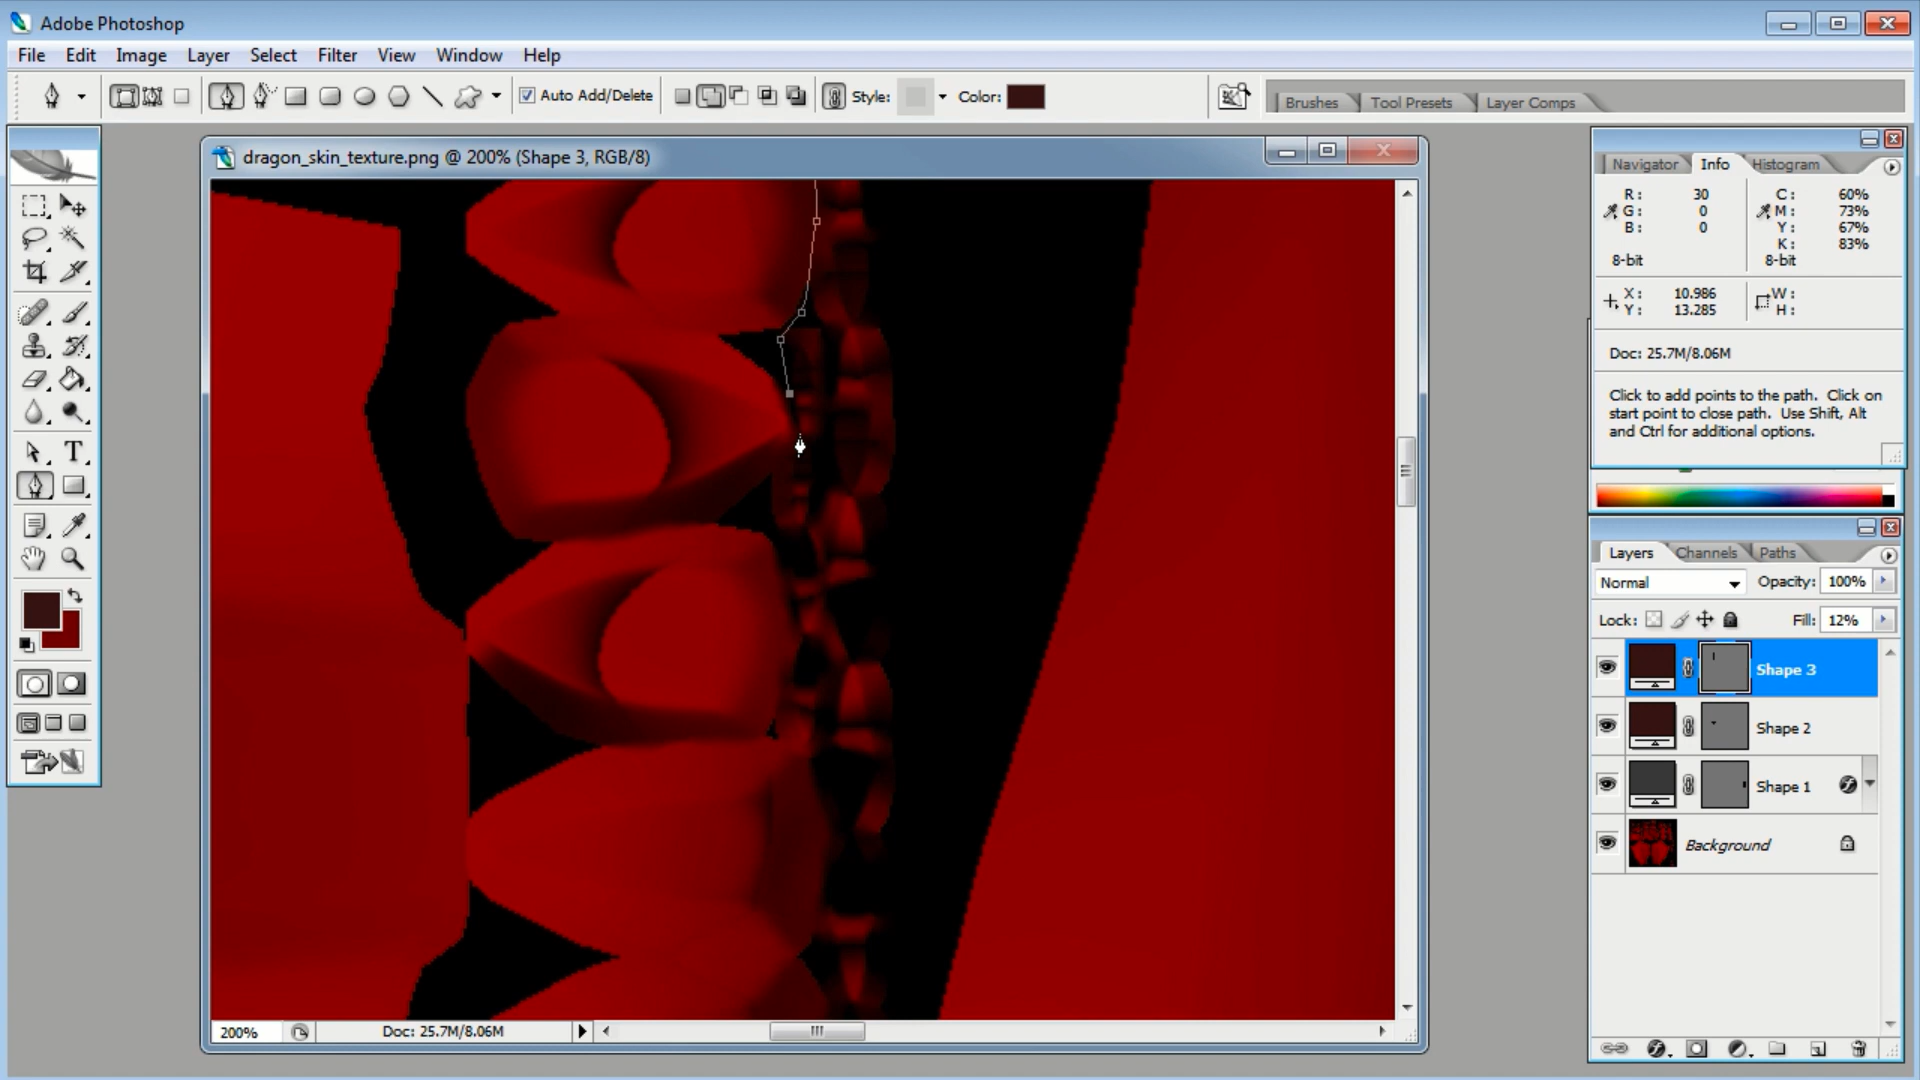 Adobe Photoshop
File Edit Image Layer Select Filter View Window Help
Auto Add/Delete Style: Color: Brushes Tool Presets Layer Comps
dragon_skin_texture.png @ 200% (Shape 3, RGB/8)
Navigator Info Histogram
R: 30 C: 60%
G: 0 M: 73%
B: 0 Y: 67%
K: 83%
8-bit 8-bit
X: 10.986 W:
Y: 13.285 H:
Doc: 25.7M/8.06M
Click to add points to the path. Click on
start point to close path. Use Shift, Alt
and Ctrl for additional options.
Layers Channels Paths
Normal Opacity: 100%
Lock: Fill: 12%
Shape 3
Shape 2
Shape 1
Background
200% Doc: 25.7M/8.06M